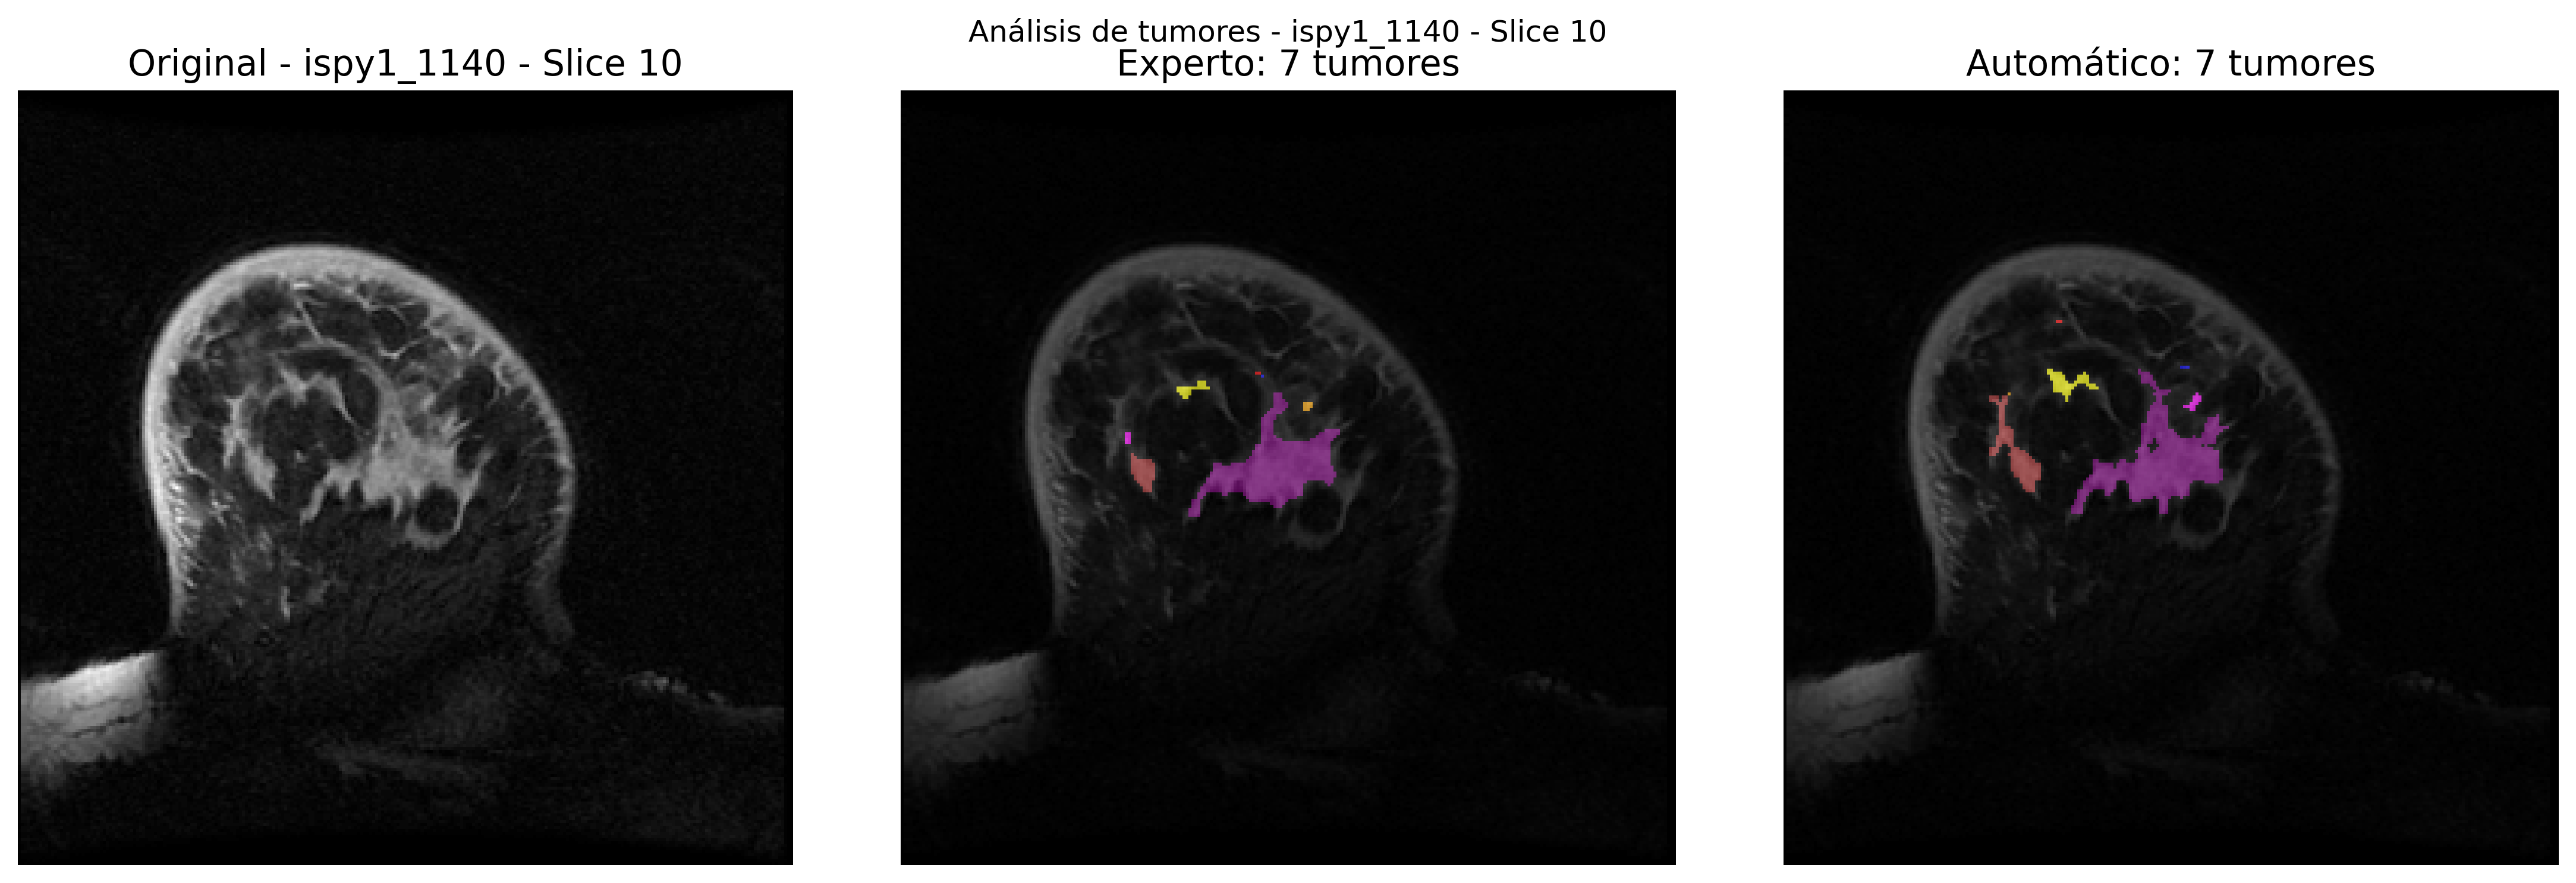 Análisis de tumores - ispy1_1140 - Slice 10
Original - ispy1_1140 - Slice 10
Experto: 7 tumores
Automático: 7 tumores